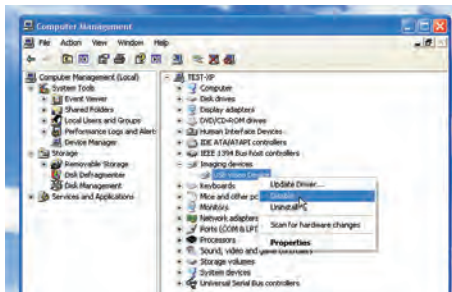 Computer Management
File Action View Window Help
Computer Management (Local)
System Tools
Event Viewer
Shared Folders
Local Users and Groups
Performance Logs and Alert
Device Manager
Storage
Removable Storage
Disk Defragmenter
Disk Management
Services and Applications
TEST-XP
Computer
Disk drives
Display adapters
DVD/CD-ROM drives
Human Interface Devices
IDE ATA/ATAPI controllers
IEEE 1394 Bus host controllers
Imaging devices
USB Video Device
Keyboards
Mice and other po
Monitors
Network adapters
Ports (COM & LPT
Processors
Sound, video and game controllers
Storage volumes
System devices
Universal Serial Bus controllers
Update Driver...
Disable
Uninstall
Scan for hardware changes
Properties